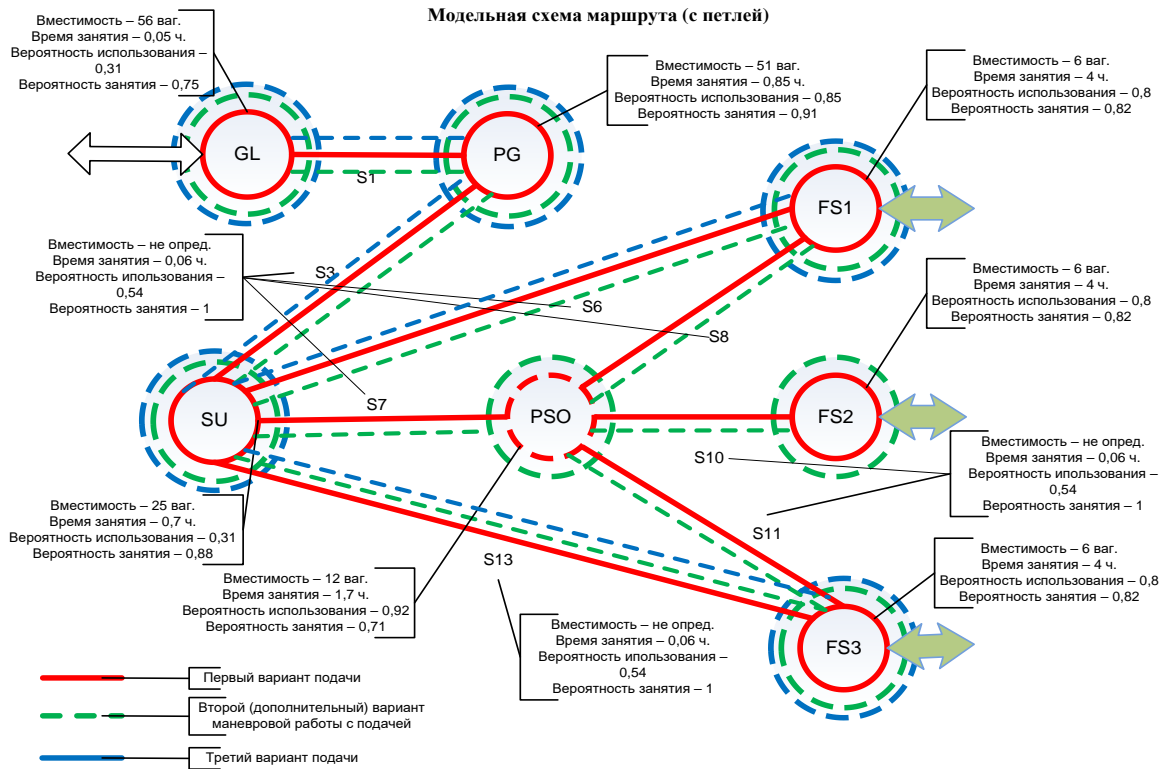 Модельная схема маршрута (с петлей)
Вместимость – 56 ваг.
Время занятия – 0,05 ч.
Вероятность использования –
0,31
Вероятность занятия – 0,75
Вместимость – 51 ваг.
Время занятия – 0,85 ч.
Вероятность использования – 0,85
Вероятность занятия – 0,91
Вместимость – 6 ваг.
Время занятия – 4 ч.
Вероятность использования – 0,8
Вероятность занятия – 0,82
GL
PG
S1
FS1
Вместимость – не опред.
Время занятия – 0,06 ч.
Вероятность ипользования –
0,54
Вероятность занятия – 1
S3
S6
S8
S7
Вместимость – 6 ваг.
Время занятия – 4 ч.
Вероятность использования – 0,8
Вероятность занятия – 0,82
SU
PSO
FS2
S10
Вместимость – не опред.
Время занятия – 0,06 ч.
Вероятность ипользования –
0,54
Вероятность занятия – 1
S11
Вместимость – 25 ваг.
Время занятия – 0,7 ч.
Вероятность использования – 0,31
Вероятность занятия – 0,88
S13
Вместимость – 12 ваг.
Время занятия – 1,7 ч.
Вероятность использования – 0,92
Вероятность занятия – 0,71
Вместимость – не опред.
Время занятия – 0,06 ч.
Вероятность ипользования –
0,54
Вероятность занятия – 1
Вместимость – 6 ваг.
Время занятия – 4 ч.
Вероятность использования – 0,8
Вероятность занятия – 0,82
FS3
Первый вариант подачи
Второй (дополнительный) вариант
маневровой работы с подачей
Третий вариант подачи